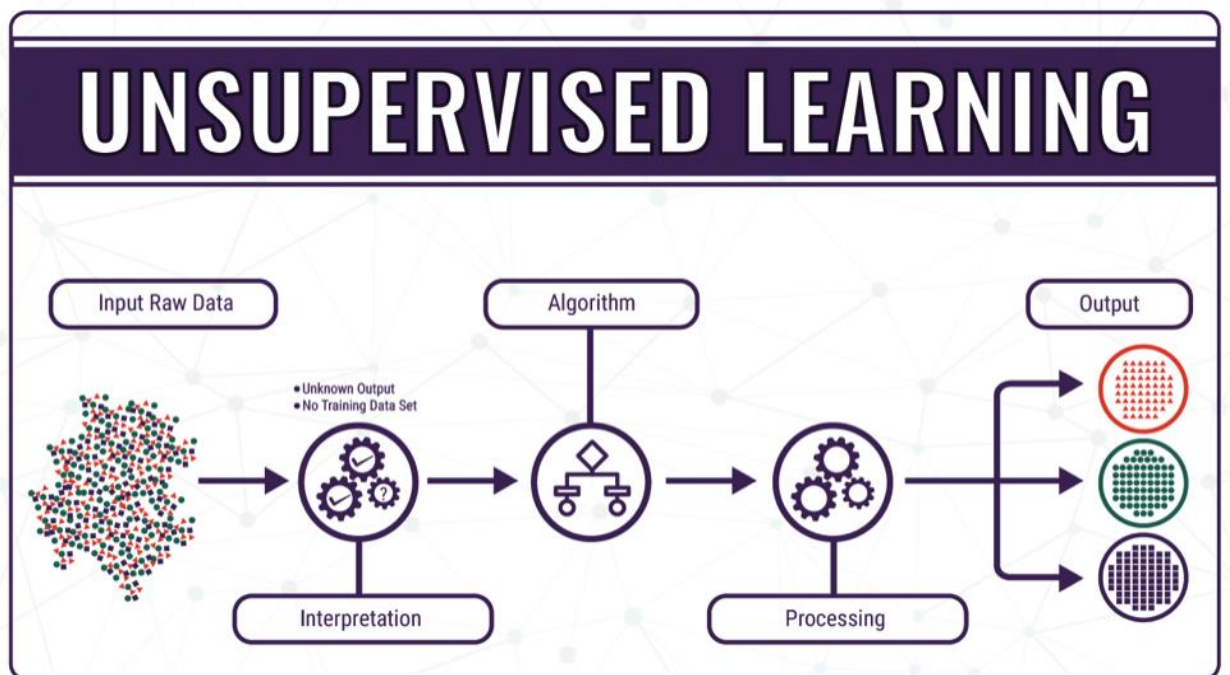 UNSUPERVISED LEARNING
Input Raw Data
Algorithm
Output
• Unknown Output
• No Training Data Set
?
Interpretation
Processing